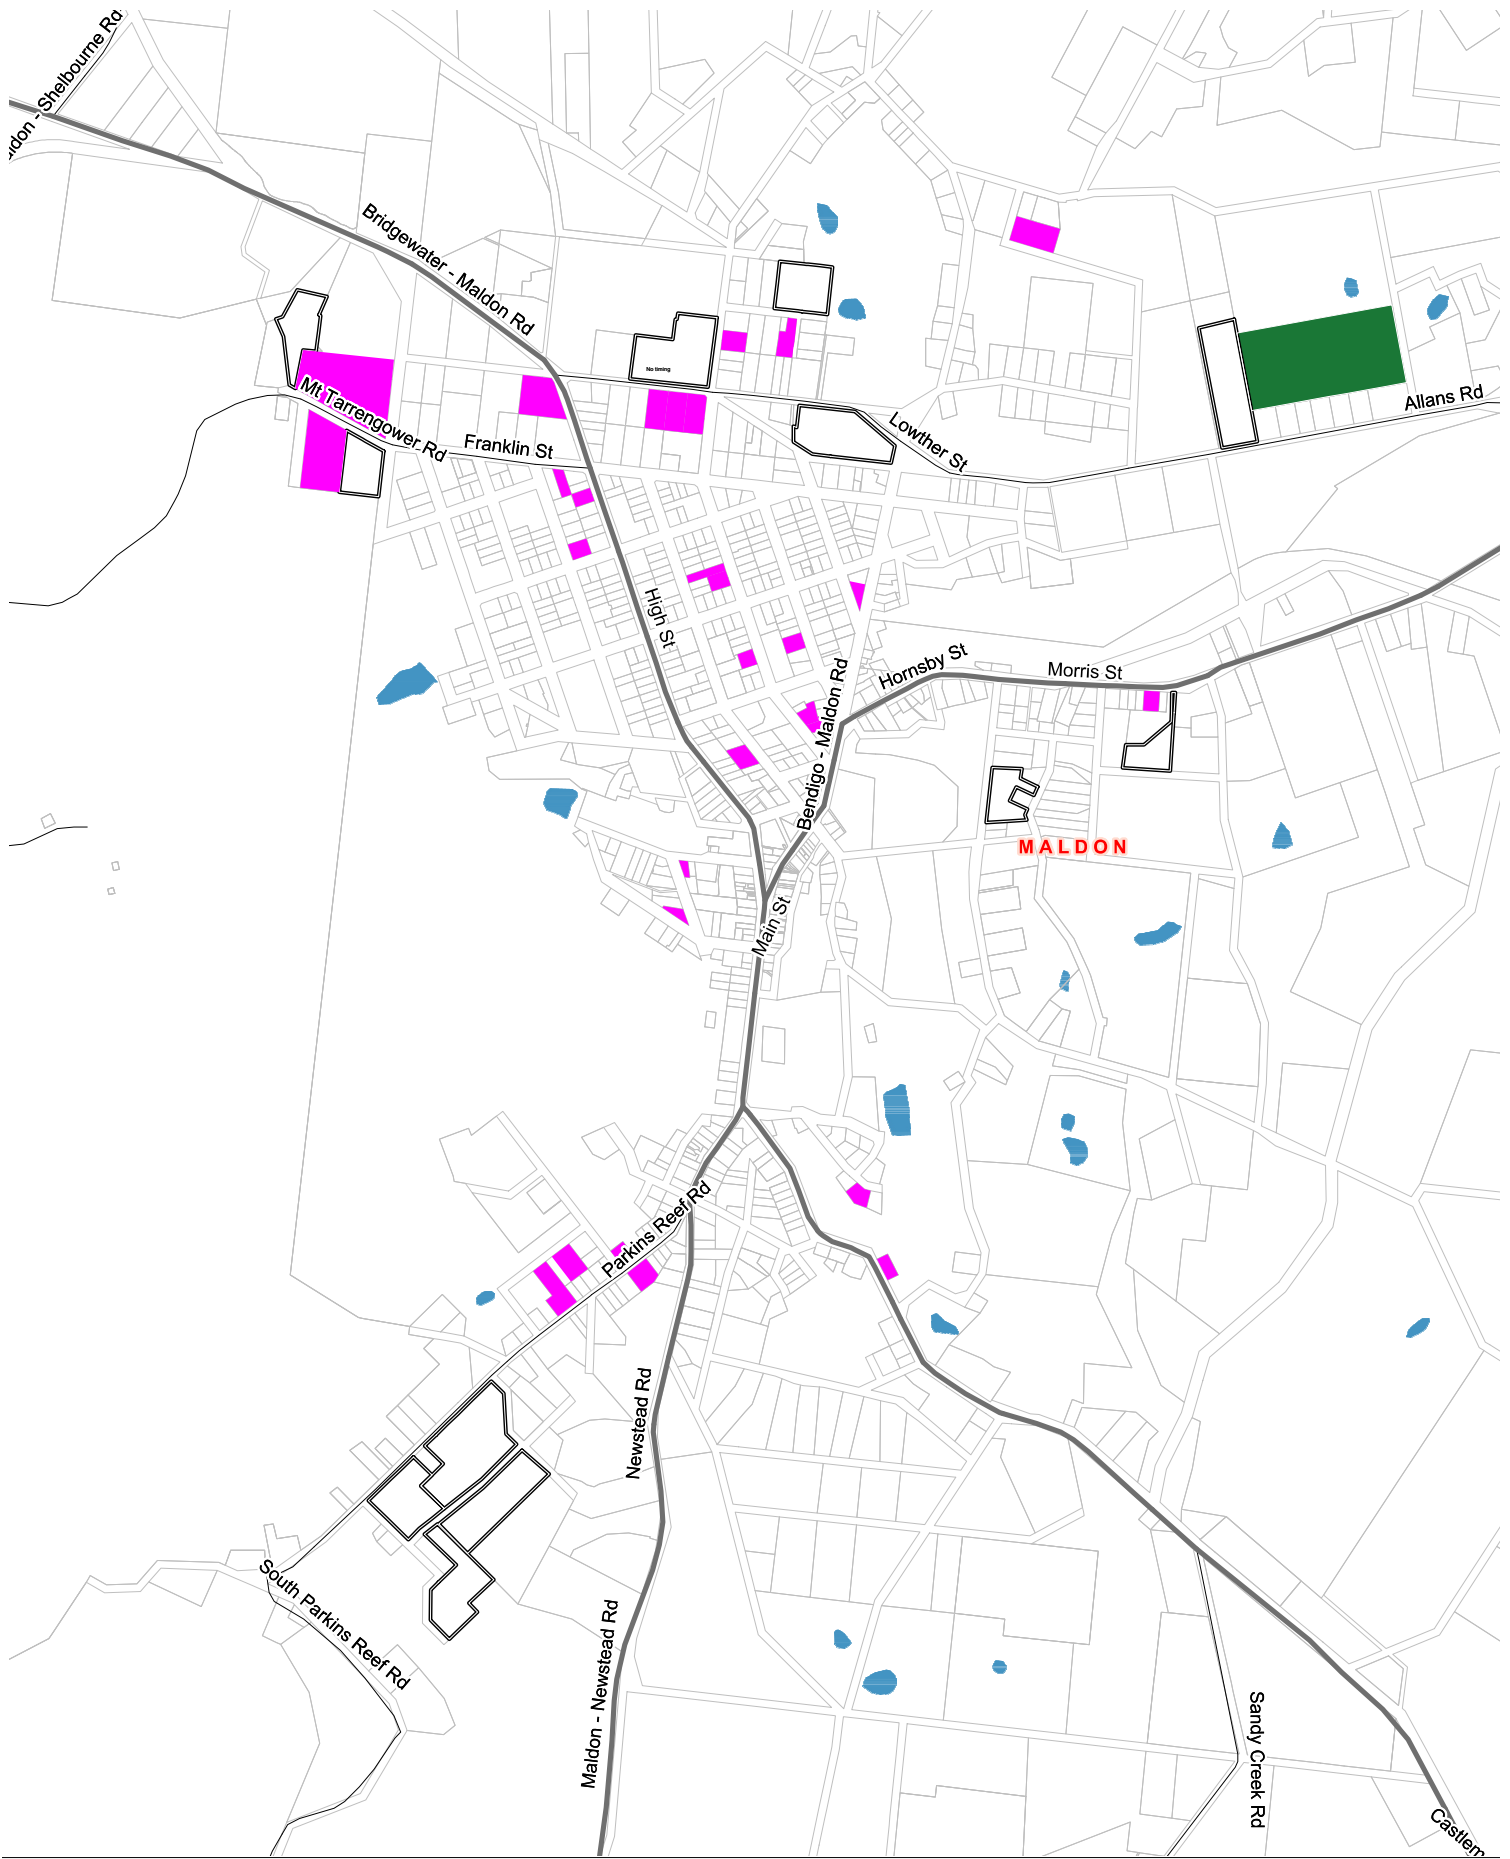 ldon - Shelbourne Rd
Bridgewater - Maldon Rd
No timing
Mt Tarrengower Rd
Franklin St
Lowther St
Allans Rd
High St
Hornsby St
Morris St
Bendigo - Maldon Rd
MALDON
Main St
Parkins Reef Rd
Newstead Rd
South Parkins Reef Rd
Maldon - Newstead Rd
Sandy Creek Rd
Castlem